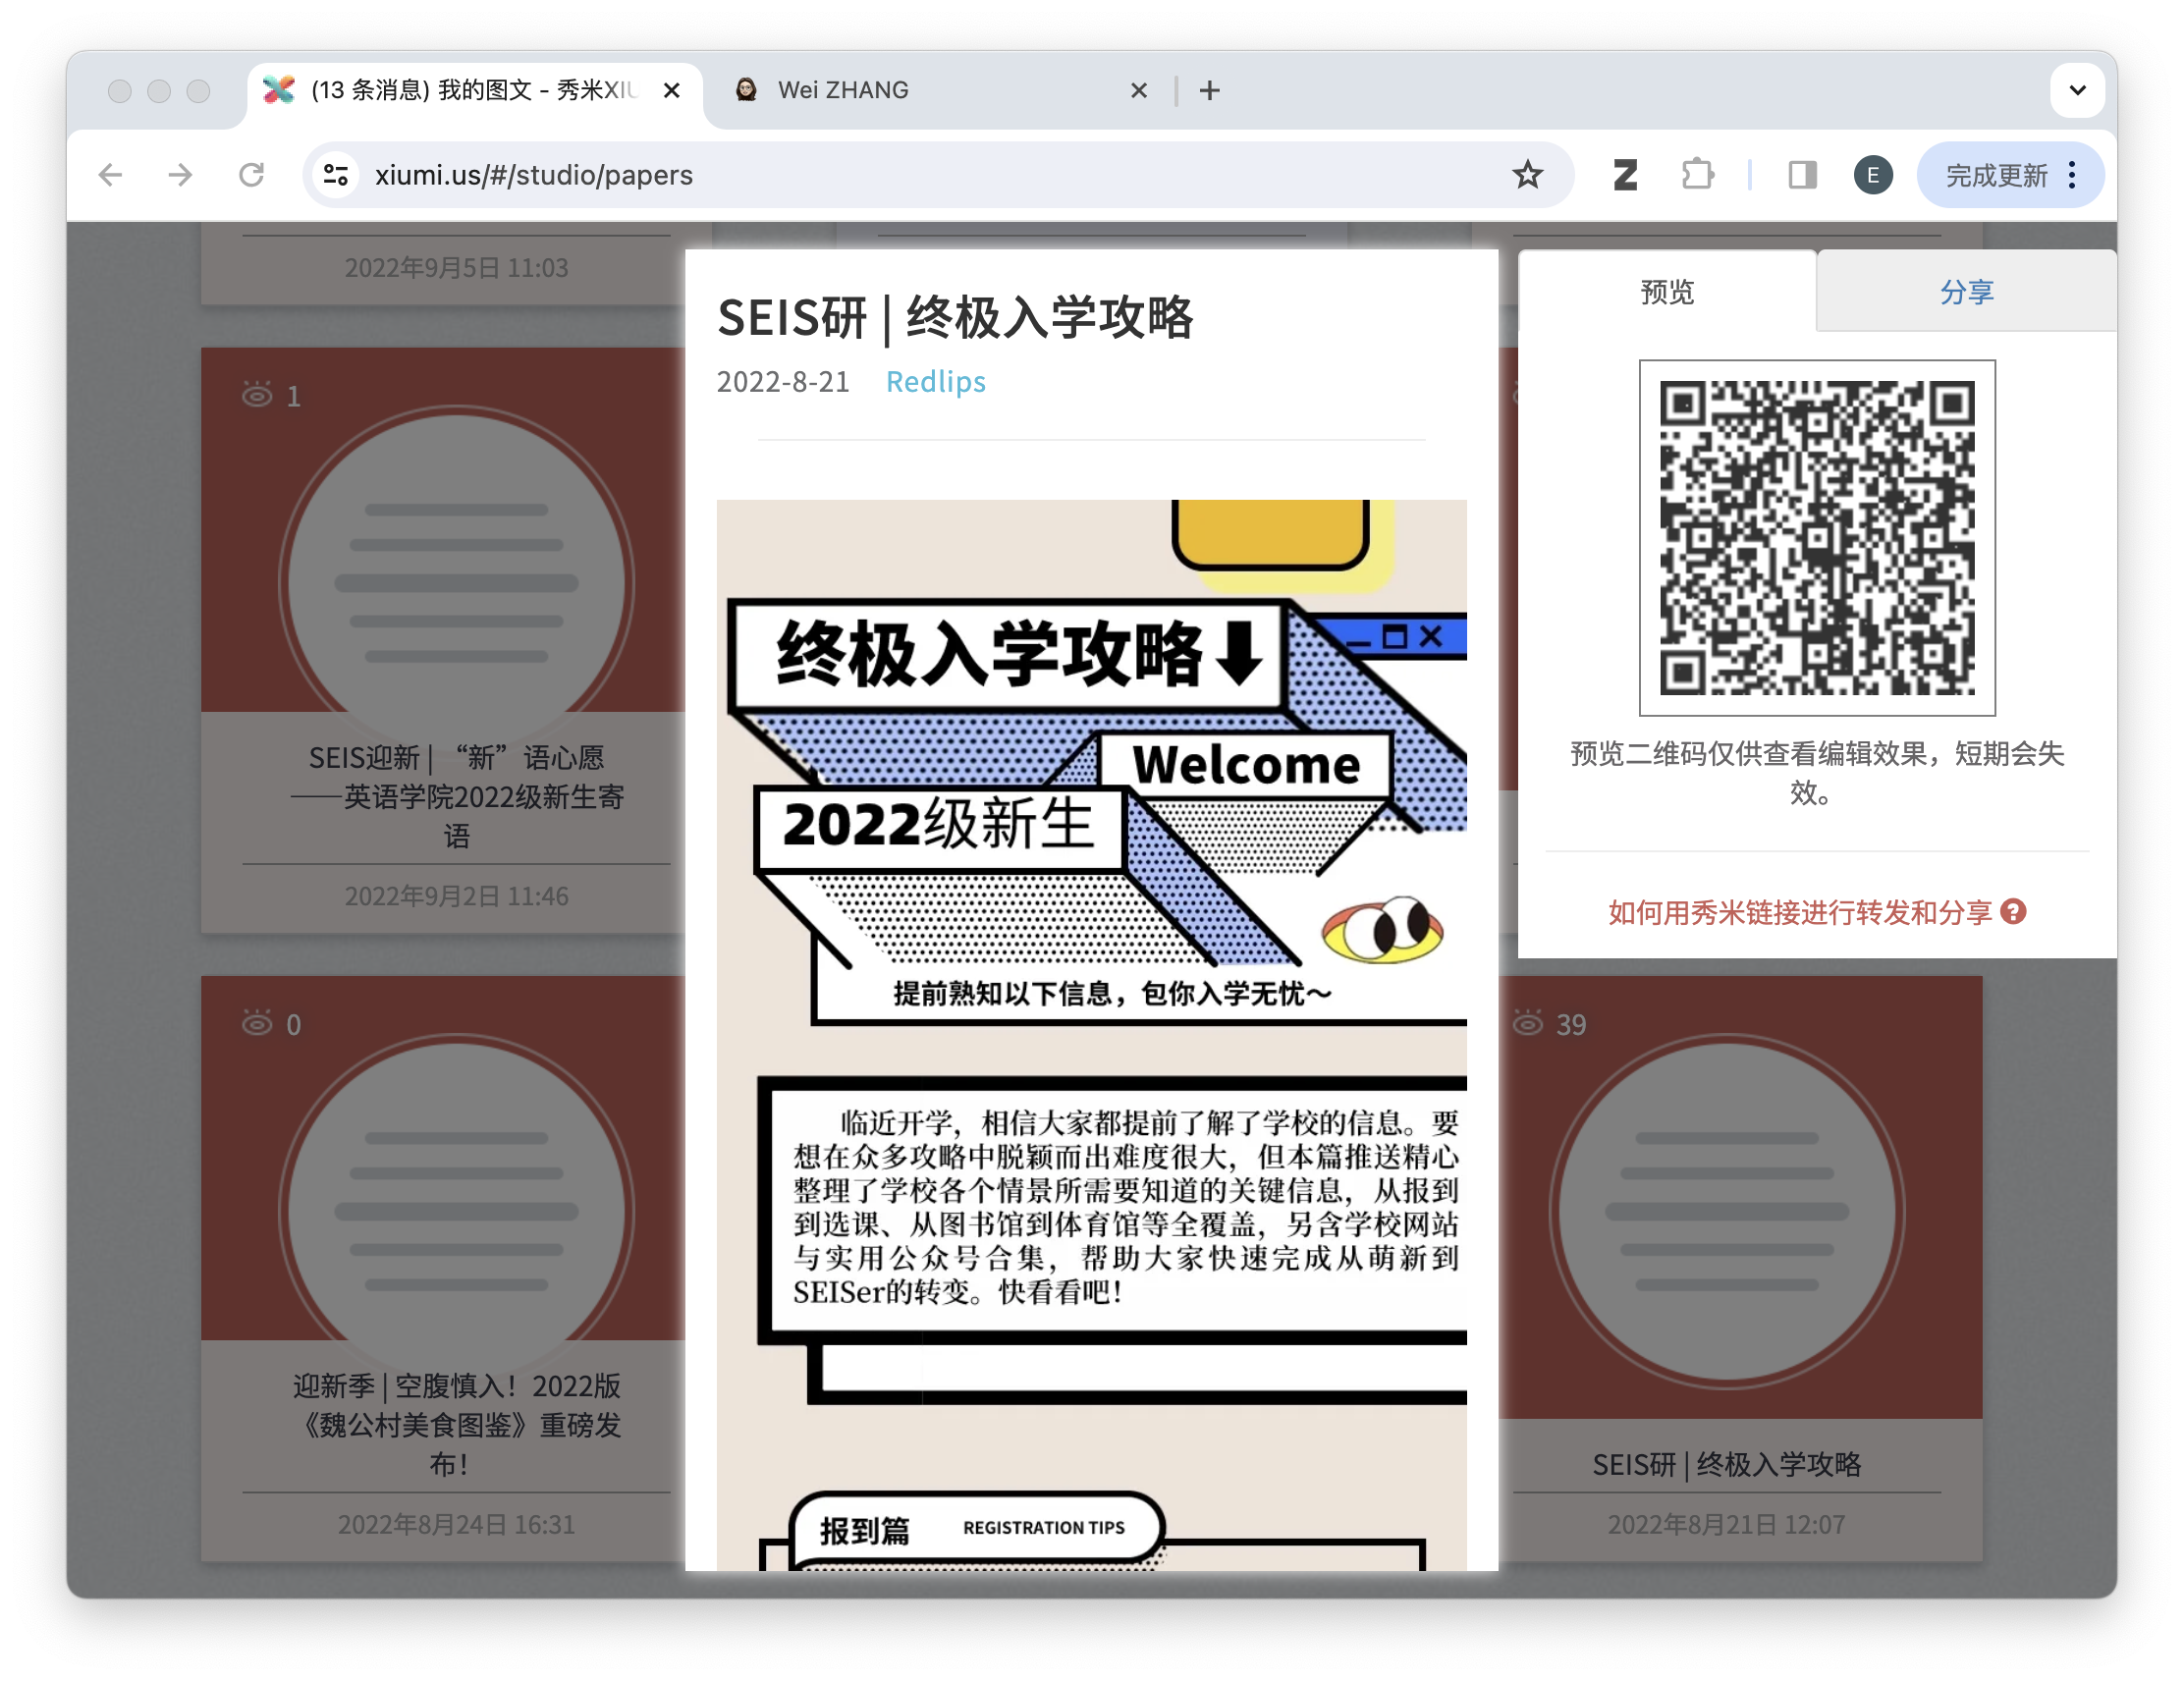 (13 条消息) 我的图文 - 秀米XIU
Wei ZHANG
xiumi.us/#/studio/papers
E
完成更新
2022年9月5日 11:03
1
SEIS迎新 | “新”语心愿
——英语学院2022级新生寄
语
2022年9月2日 11:46
0
迎新季 | 空腹慎入！2022版
《魏公村美食图鉴》重磅发
布！
2022年8月24日 16:31
SEIS研 | 终极入学攻略
2022-8-21 Redlips
终极入学攻略
Welcome
2022级新生
提前熟知以下信息，包你入学无忧～
临近开学，相信大家都提前了解了学校的信息。要
想在众多攻略中脱颖而出难度很大，但本篇推送精心
整理了学校各个情景所需要知道的关键信息，从报到
到选课、从图书馆到体育馆等全覆盖，另含学校网站
与实用公众号合集，帮助大家快速完成从萌新到
SEISer的转变。快看看吧！
报到篇 REGISTRATION TIPS
预览
分享
预览二维码仅供查看编辑效果，短期会失
效。
如何用秀米链接进行转发和分享
39
SEIS研 | 终极入学攻略
2022年8月21日 12:07